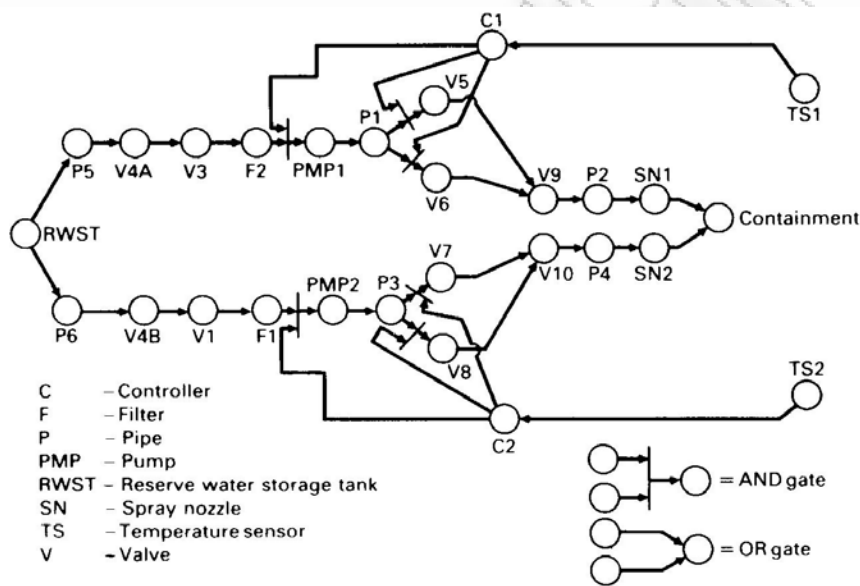 C1
V5
TS1
P1
P5
V4A
V3
F2
PMP1
V6
V9
P2
SN1
RWST
Containment
V7
PMP2
P3
V10
P4
SN2
P6
V4B
V1
F1
V8
TS2
C2
C – Controller
F – Filter
P – Pipe
PMP – Pump
RWST – Reserve water storage tank
SN – Spray nozzle
TS – Temperature sensor
V – Valve
= AND gate
= OR gate